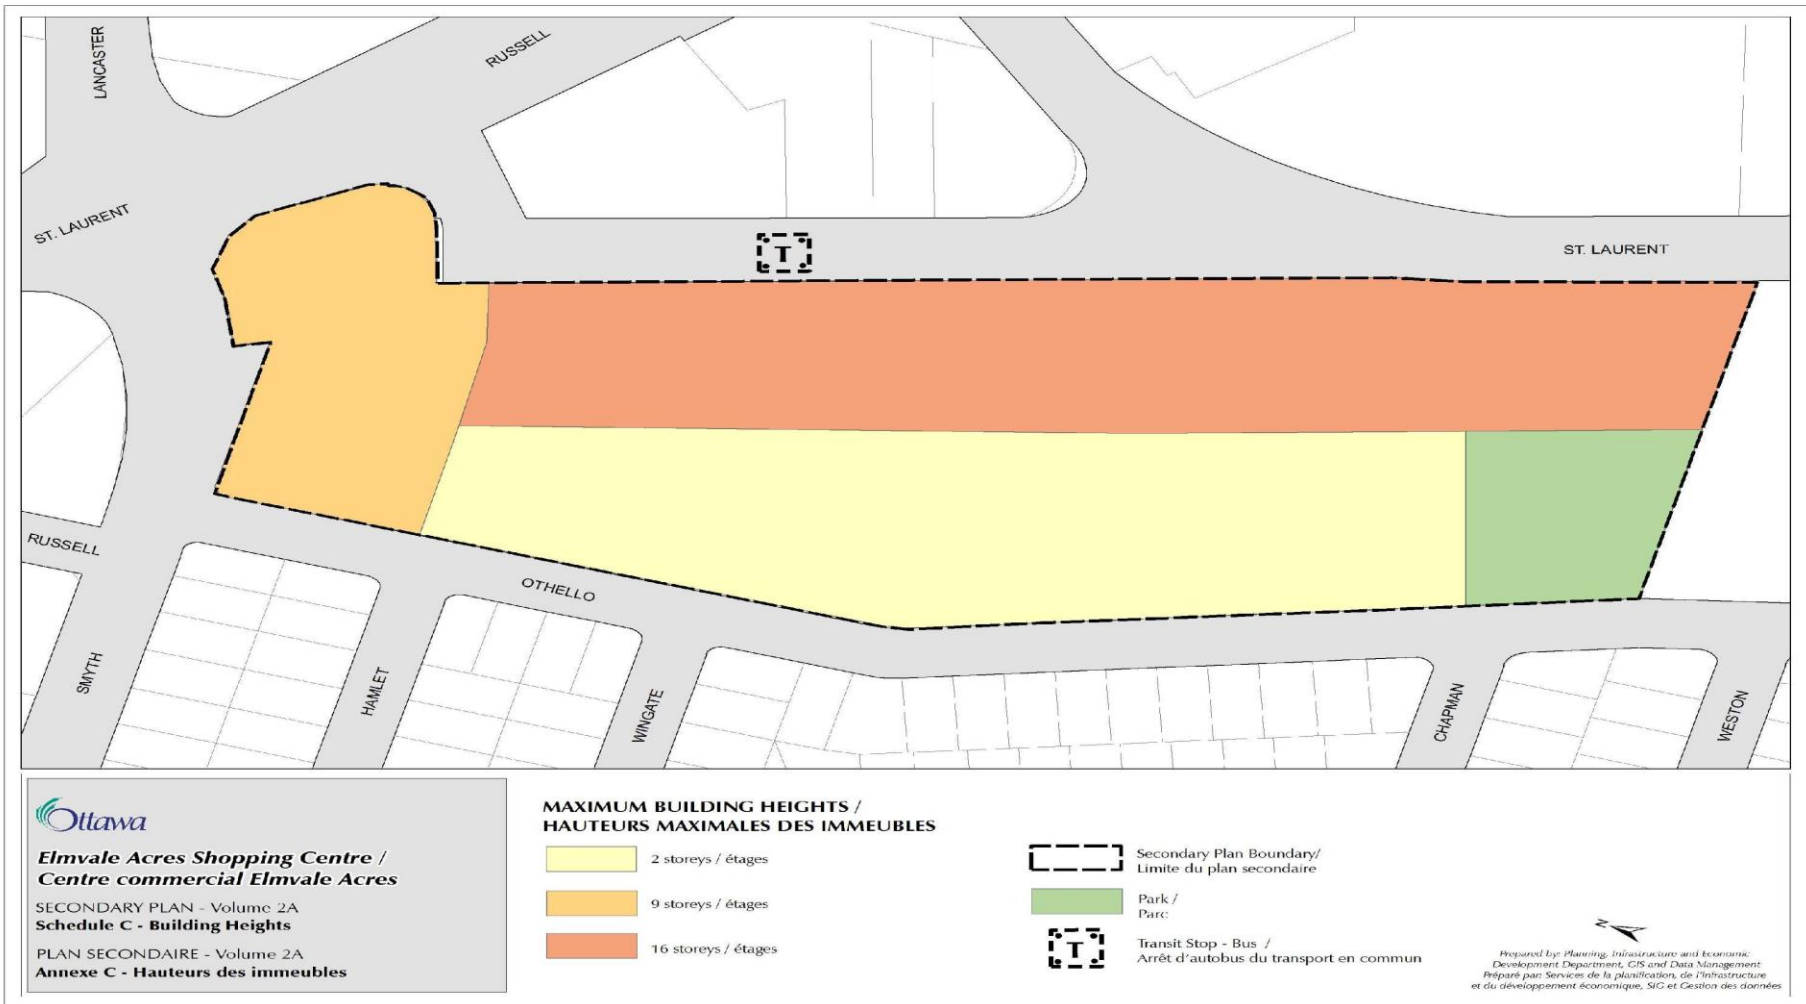 LANCASTER
RUSSELL
ST. LAURENT
T
ST. LAURENT
RUSSELL
OTHELLO
SMYTH
HAMLET
WINGATE
CHAPMAN
WESTON
Ottawa
Elmvale Acres Shopping Centre /
Centre commercial Elmvale Acres
SECONDARY PLAN - Volume 2A
Schedule C - Building Heights
PLAN SECONDAIRE - Volume 2A
Annexe C - Hauteurs des immeubles
MAXIMUM BUILDING HEIGHTS /
HAUTEURS MAXIMALES DES IMMEUBLES
2 storeys / étages
9 storeys / étages
16 storeys / étages
Secondary Plan Boundary/
Limite du plan secondaire
Park /
Parc
T
Transit Stop - Bus /
Arrêt d'autobus du transport en commun
N
Prepared by: Planning, Infrastructure and Economic
Development Department, GIS and Data Management
Préparé par: Services de la planification, de l'infrastructure
et du développement économique, SIG et Gestion des données